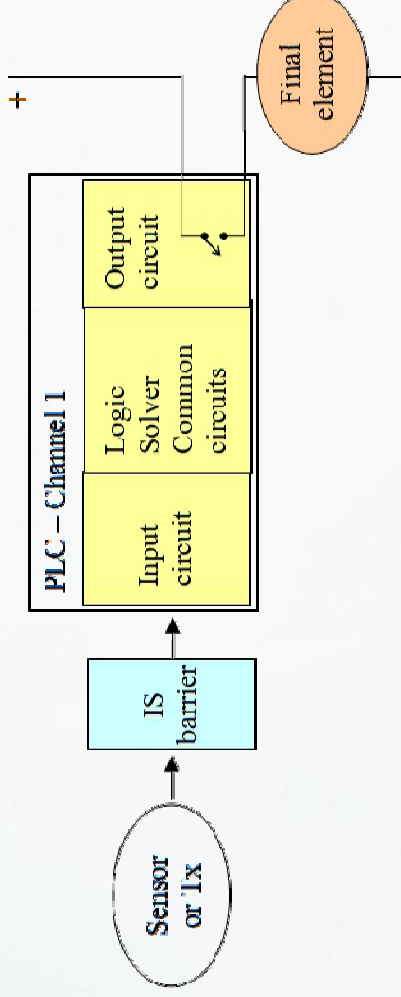 Sensor
or Tx
IS
barrier
PLC – Channel 1
Input
circuit
Logic
Solver
Common
circuits
Output
circuit
+
Final
element